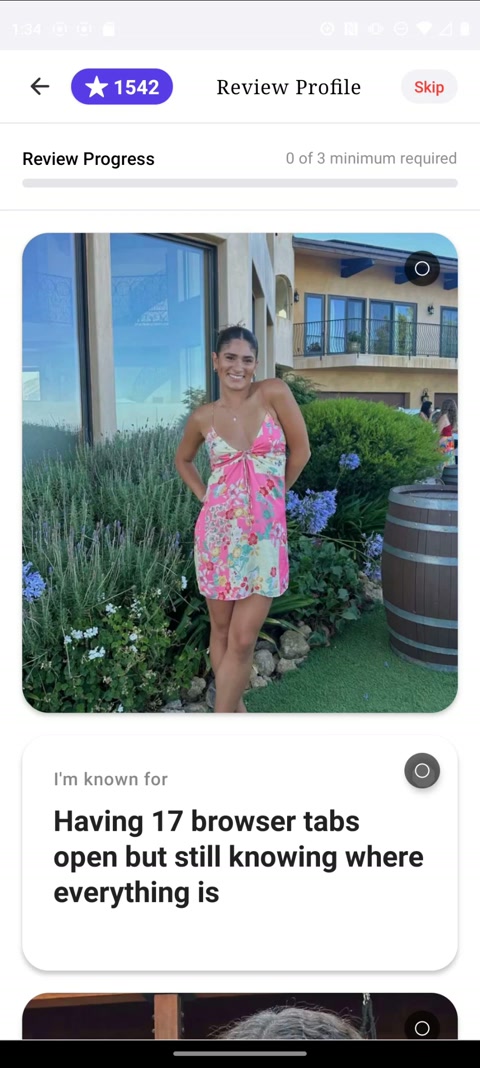 1:34
1542
Review Profile
Skip
Review Progress
0 of 3 minimum required
I'm known for
Having 17 browser tabs
open but still knowing where
everything is